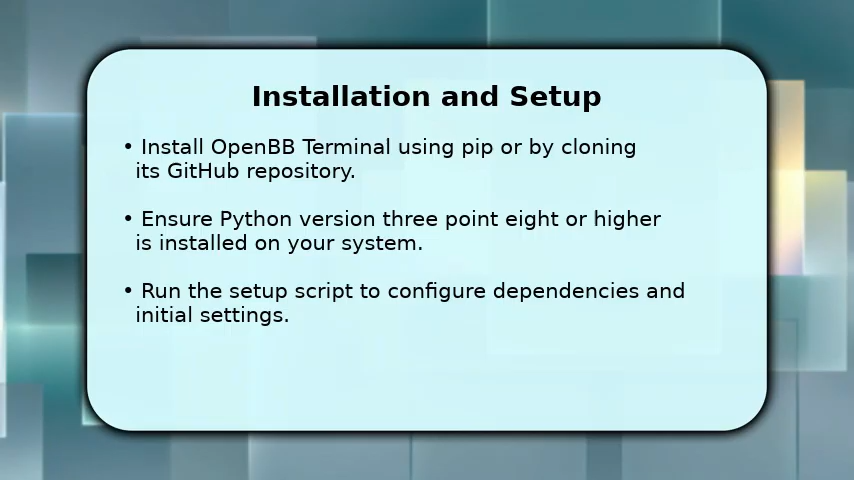 Installation and Setup
• Install OpenBB Terminal using pip or by cloning
its GitHub repository.
• Ensure Python version three point eight or higher
is installed on your system.
• Run the setup script to configure dependencies and
initial settings.